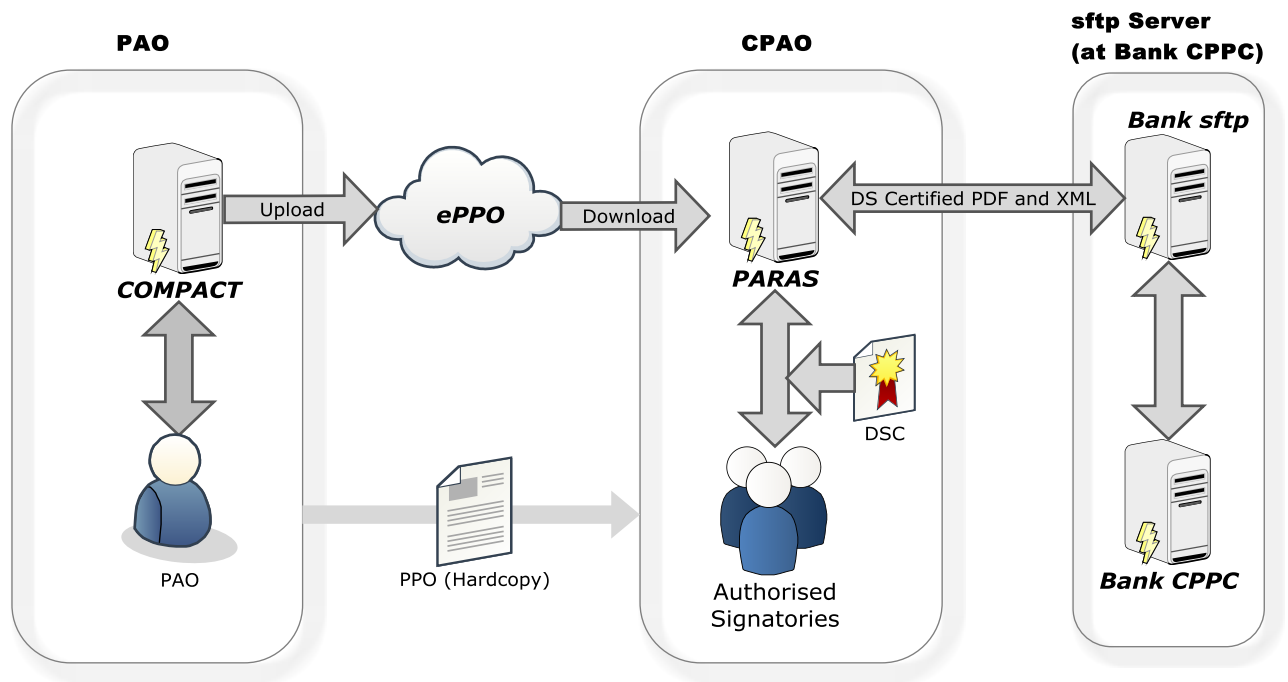 PAO
CPAO
sftp Server
(at Bank CPPC)
Bank sftp
Upload
ePPO
Download
DS Certified PDF and XML
COMPACT
PARAS
DSC
PAO
PPO (Hardcopy)
Authorised
Signatories
Bank CPPC